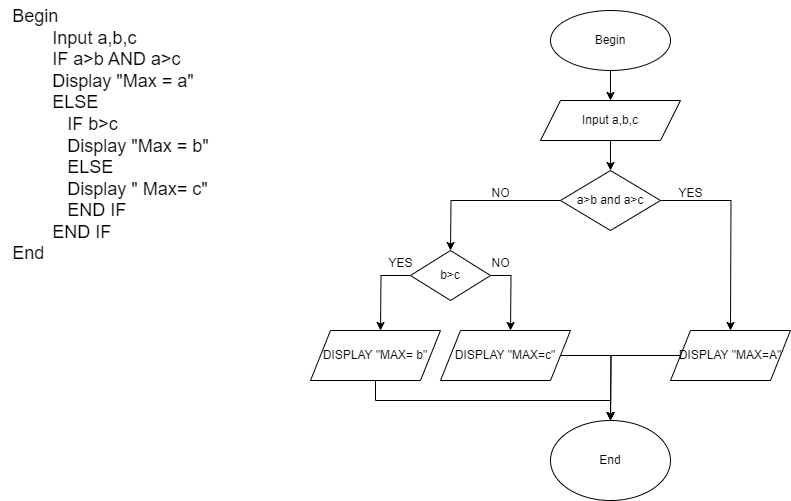 Begin
Input a,b,c
IF a>b AND a>c
Display "Max = a"
ELSE
IF b>c
Display "Max = b"
ELSE
Display " Max= c"
END IF
END IF
End
Begin
Input a,b,c
NO
a>b and a>c
YES
YES
b>c
NO
DISPLAY "MAX= b"
DISPLAY "MAX=c"
DISPLAY "MAX=A"
End